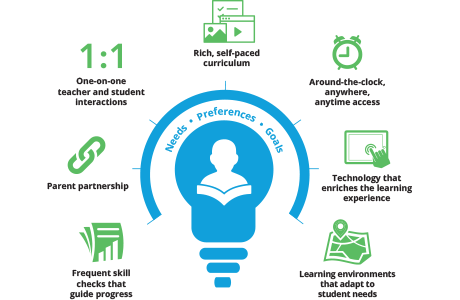 Rich, self-paced
curriculum
1:1
One-on-one
teacher and student
interactions
Around-the-clock,
anywhere,
anytime access
Needs • Preferences • Goals
Parent partnership
Technology that
enriches the learning
experience
Frequent skill
checks that
guide progress
Learning environments
that adapt to
student needs